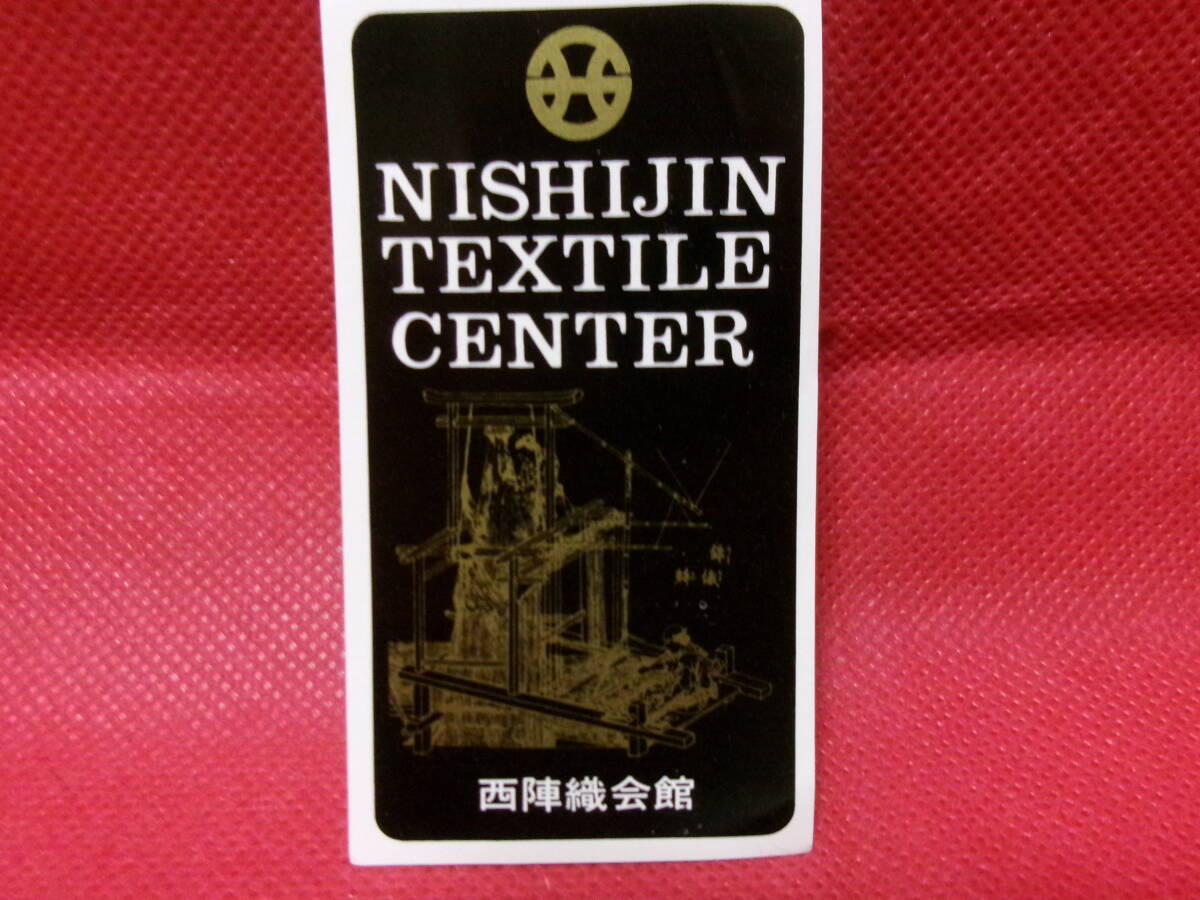 NISHIJIN
TEXTILE
CENTER
西陣織会館